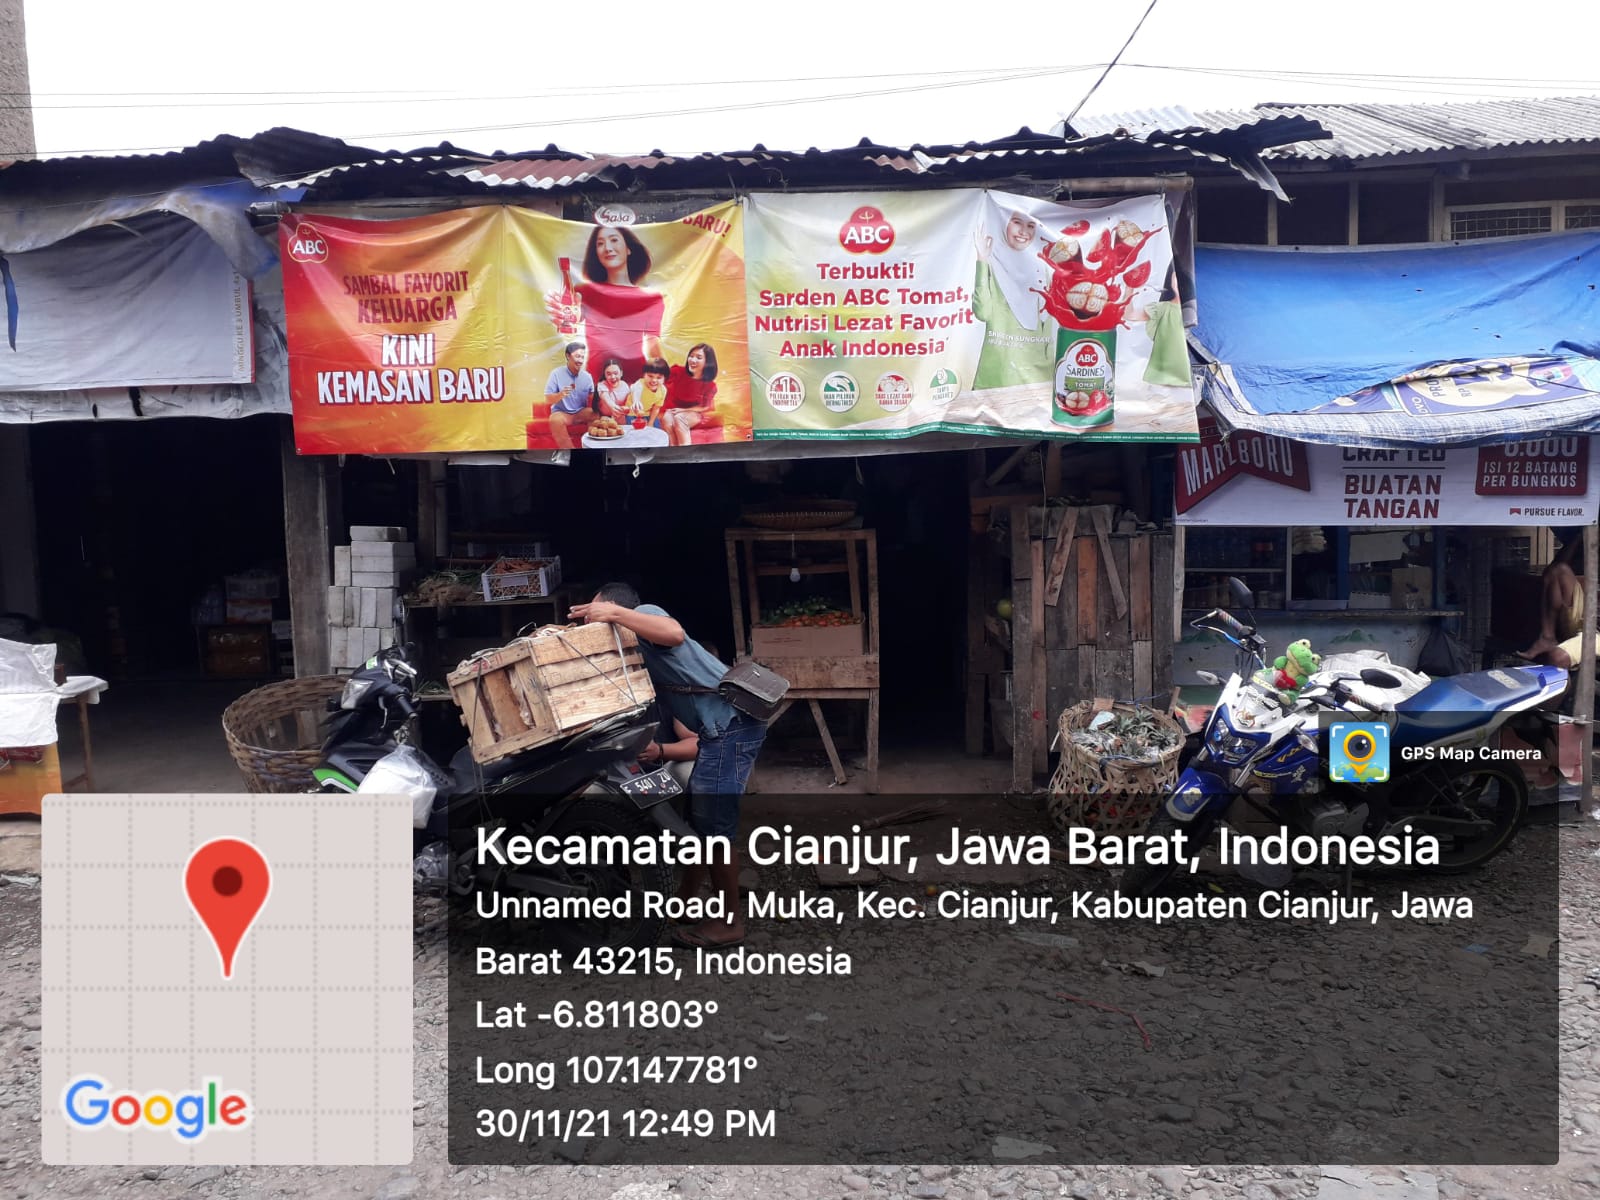 ABC
SAMBAL FAVORIT
KELUARGA
KINI
KEMASAN BARU
Sasa
BARU!
ABC
Terbukti!
Sarden ABC Tomat,
Nutrisi Lezat Favorit
Anak Indonesia
ABC
SARDINES
TOMAT
MARLBORO
CRAFTED
BUATAN
TANGAN
ISI 12 BATANG
PER BUNGKUS
PURSUE FLAVOR.
GPS Map Camera
Kecamatan Cianjur, Jawa Barat, Indonesia
Unnamed Road, Muka, Kec. Cianjur, Kabupaten Cianjur, Jawa
Barat 43215, Indonesia
Lat -6.811803°
Long 107.147781°
30/11/21 12:49 PM
Google